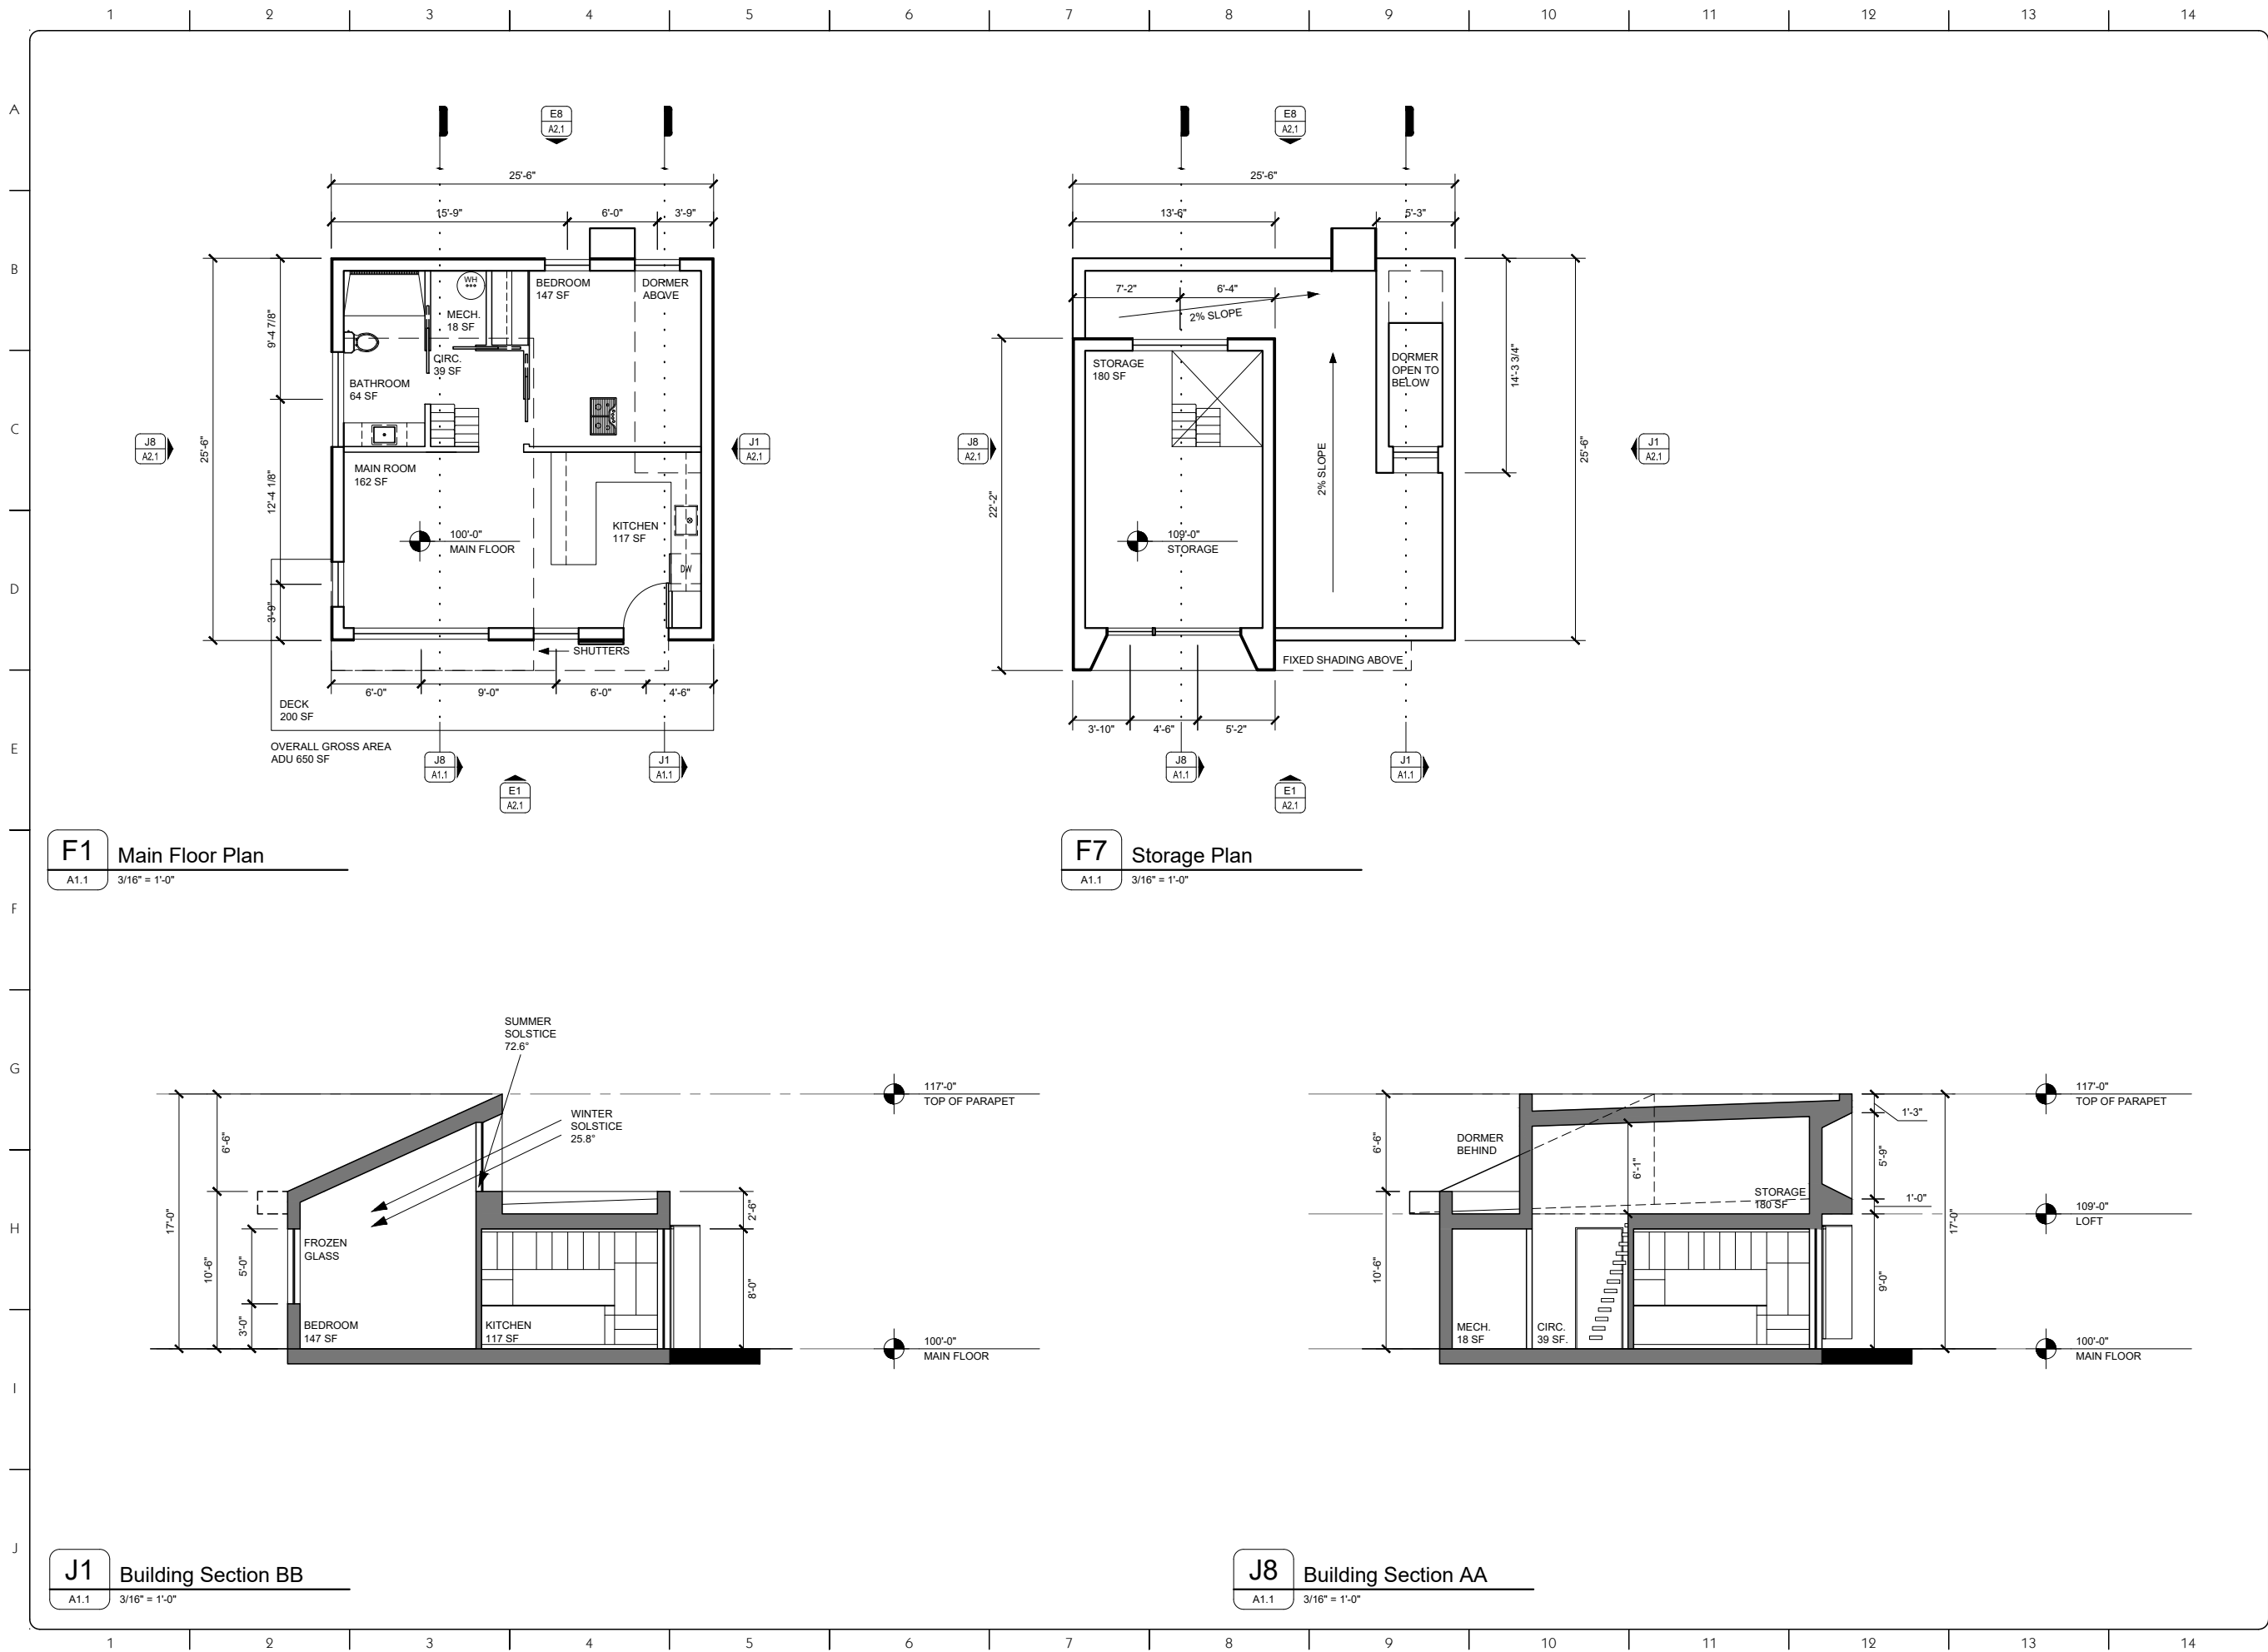 1 2 3 4 5 6 7 8 9 10 11 12 13 14
A
B
C
D
E
F
G
H
I
J
E8
A2.1
25'-6"
15'-9"
6'-0"
3'-9"
WH
BEDROOM
147 SF
DORMER
ABOVE
MECH.
18 SF
CIRC.
39 SF
BATHROOM
64 SF
9'-4 7/8"
25'-6"
12'-4 1/8"
3'-9"
J8
A2.1
J1
A2.1
MAIN ROOM
162 SF
100'-0"
MAIN FLOOR
KITCHEN
117 SF
DW
SHUTTERS
6'-0"
9'-0"
6'-0"
4'-6"
DECK
200 SF
OVERALL GROSS AREA
ADU 650 SF
J8
A1.1
J1
A1.1
E1
A2.1
F1
A1.1
Main Floor Plan
3/16" = 1'-0"
E8
A2.1
25'-6"
13'-6"
5'-3"
7'-2"
6'-4"
2% SLOPE
STORAGE
180 SF
DORMER
OPEN TO
BELOW
14'-3 3/4"
25'-6"
J8
A2.1
J1
A2.1
2% SLOPE
22'-2"
109'-0"
STORAGE
FIXED SHADING ABOVE
3'-10"
4'-6"
5'-2"
J8
A1.1
J1
A1.1
E1
A2.1
F7
A1.1
Storage Plan
3/16" = 1'-0"
SUMMER
SOLSTICE
72.6°
WINTER
SOLSTICE
25.8°
117'-0"
TOP OF PARAPET
6'-6"
17'-0"
10'-6"
5'-0"
3'-0"
FROZEN
GLASS
BEDROOM
147 SF
KITCHEN
117 SF
2'-6"
8'-0"
100'-0"
MAIN FLOOR
J1
A1.1
Building Section BB
3/16" = 1'-0"
117'-0"
TOP OF PARAPET
1'-3"
6'-6"
DORMER
BEHIND
6'-1"
5'-9"
STORAGE
180 SF
1'-0"
109'-0"
LOFT
17'-0"
10'-6"
9'-0"
MECH.
18 SF
CIRC.
39 SF.
100'-0"
MAIN FLOOR
J8
A1.1
Building Section AA
3/16" = 1'-0"
1 2 3 4 5 6 7 8 9 10 11 12 13 14